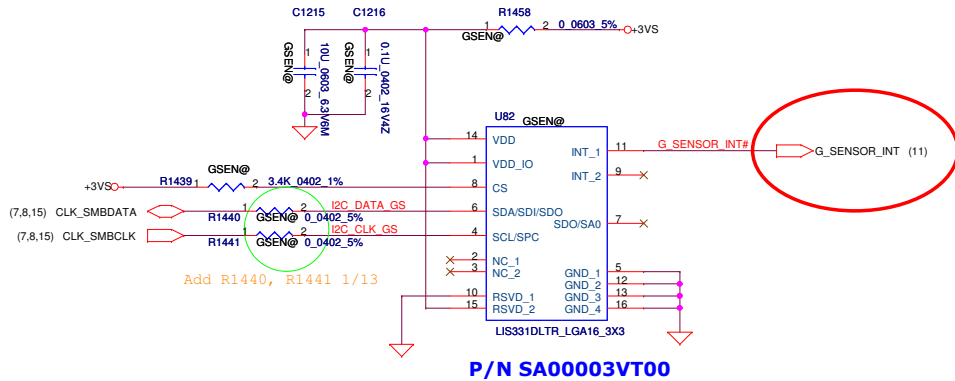 C1215
C1216
R1458
1
2
0_0603_5%
GSEN@
+3VS
1
GSEN@
2
10U_0603_6.3V6M
1
GSEN@
2
0.1U_0402_16V4Z
U82
GSEN@
14
VDD
1
VDD_IO
8
CS
6
SDA/SDI/SDO
4
SCL/SPC
2
NC_1
3
NC_2
10
RSVD_1
15
RSVD_2
INT_1
11
INT_2
9
SDO/SA0
7
GND_1
5
GND_2
12
GND_3
13
GND_4
16
G_SENSOR_INT#
G_SENSOR_INT (11)
GSEN@
+3VS
R1439
1
2
3.4K_0402_1%
(7,8,15) CLK_SMBDATA
1
2
I2C_DATA_GS
R1440
GSEN@
0_0402_5%
(7,8,15) CLK_SMBCLK
1
2
I2C_CLK_GS
R1441
GSEN@
0_0402_5%
Add R1440, R1441 1/13
LIS331DLTR_LGA16_3X3
P/N SA00003VT00